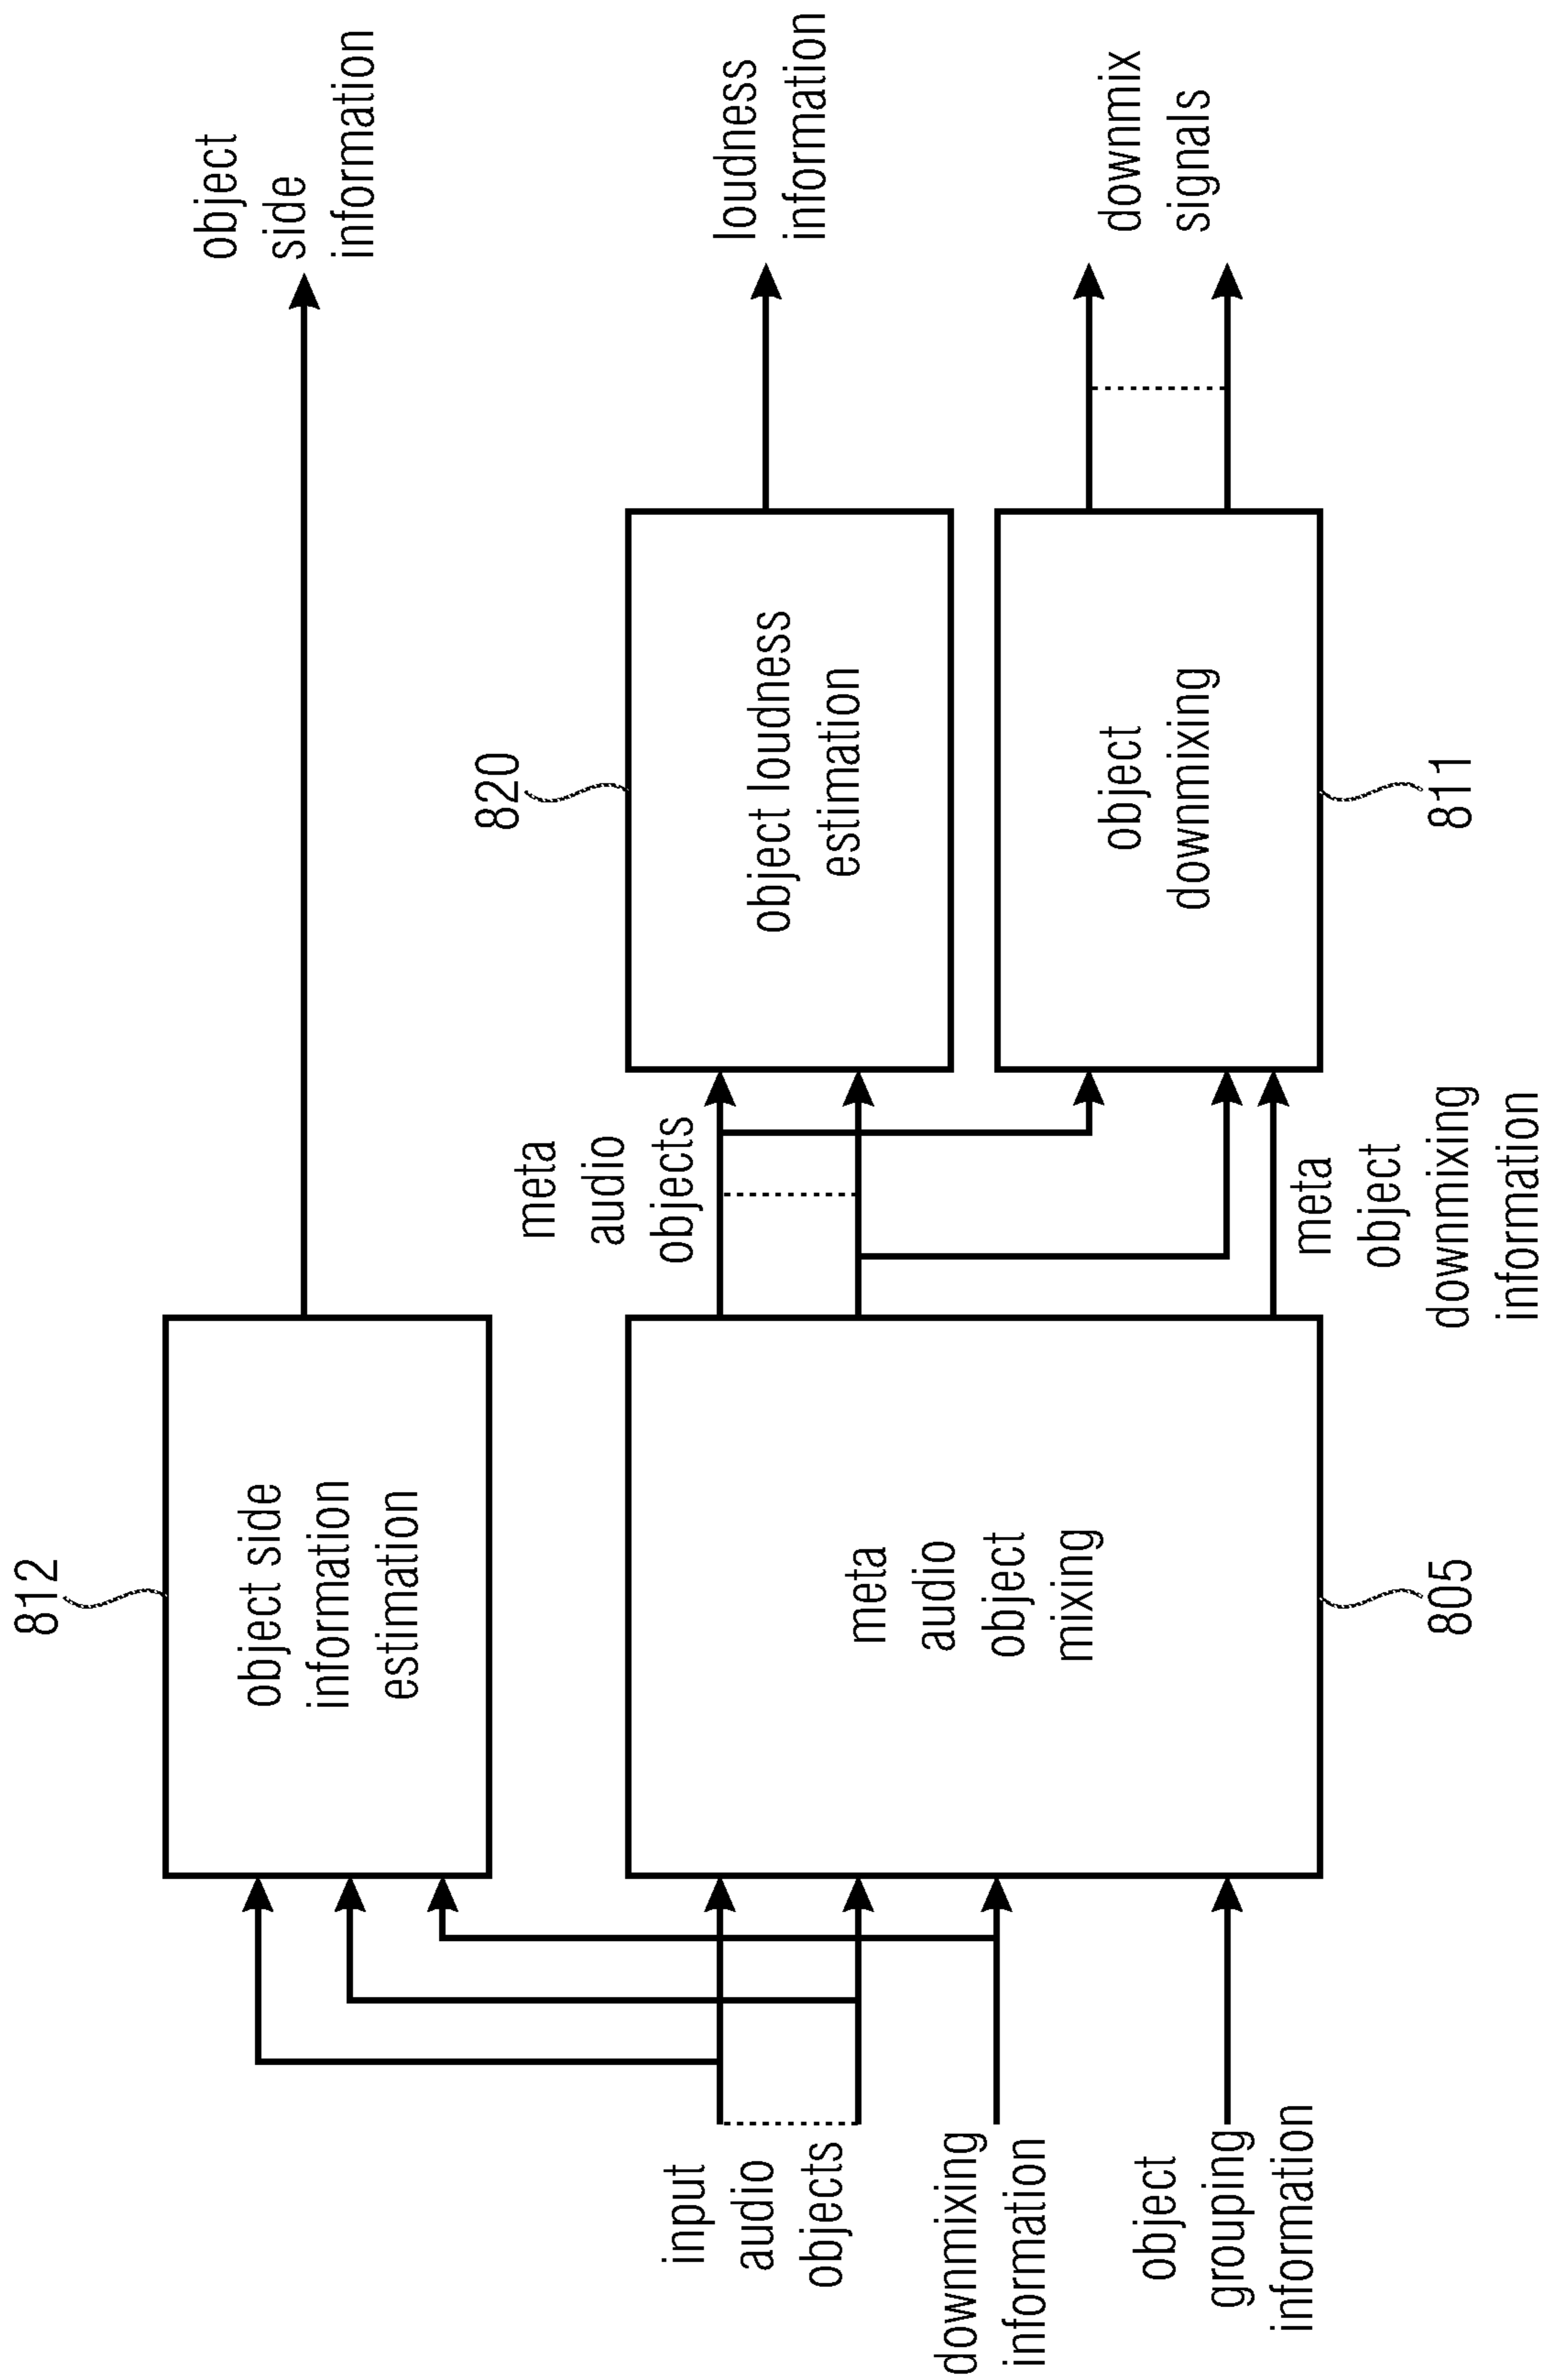 812
object side
information
estimation
object
side
information
820
object loudness
estimation
loudness
information
input
audio
objects
meta
audio
object
mixing
meta
audio
objects
downmixing
information
object
downmixing
downmix
signals
object
grouping
information
meta
object
downmixing
information
805
811